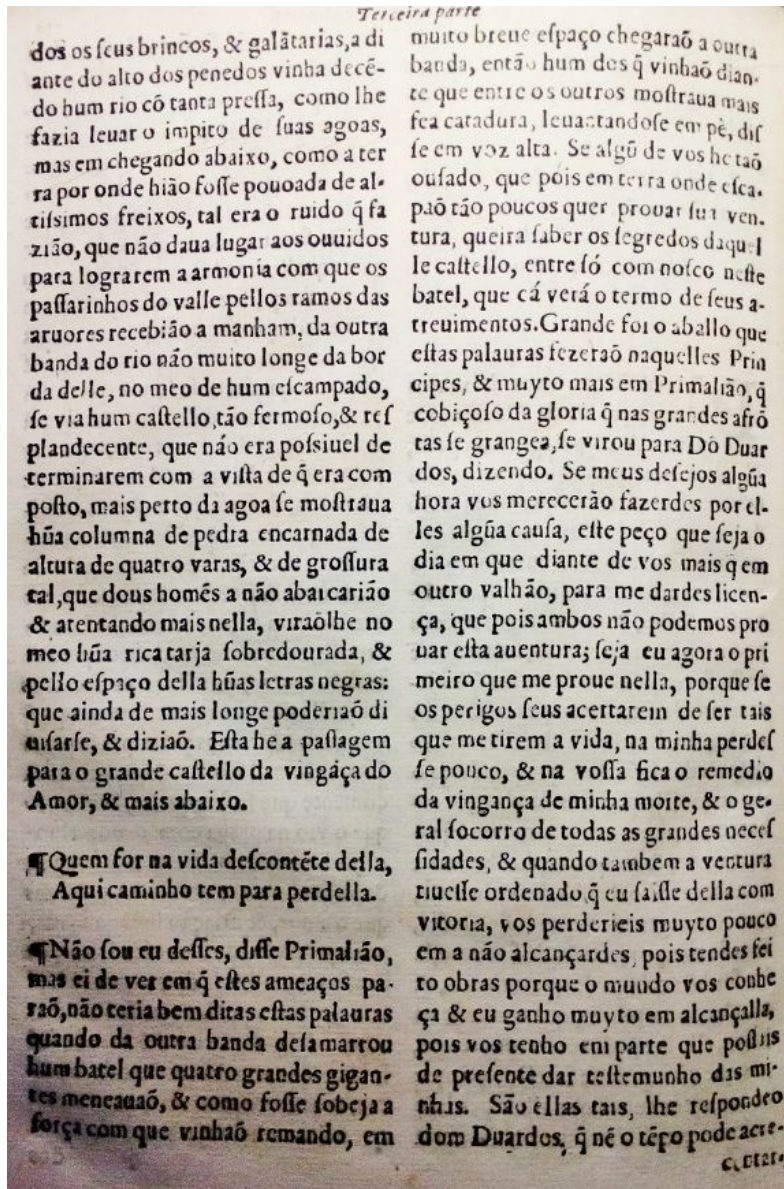 Terceira parte
dos os ſeus brincos, & galãtarias, a di
ante do alto dos penedos vinha decẽ-
do hum rio cõ tanta preſſa, como lhe
fazia leuar o impito de ſuas agoas,
mas em chegando abaixo, como a ter
ra por onde hião foſſe pouoada de al-
tiſsimos freixos, tal era o ruido q̃ fa
zião, que não daua lugar aos ouuidos
para lograrem a armonia com que os
paſſarinhos do valle pellos ramos das
aruores recebião a manham, da outra
banda do rio não muito longe da bor
da delle, no meo de hum eſcampado,
ſe via hum caſtello, tão fermoſo, & reſ
plandecente, que não era poſsiuel de
terminarem com a viſta de q̃ era com
poſto, mais perto da agoa ſe moſtraua
hũa columna de pedra encarnada de
altura de quatro varas, & de groſſura
tal, que dous homẽs a não abarcarião
& atentando mais nella, viraõlhe no
meo hũa rica tarja ſobredourada, &
pello eſpaço della hũas letras negras:
que ainda de mais longe poderiaõ di
uiſarſe, & diziaõ. Eſta he a paſſagem
para o grande caſtello da vingãça do
Amor, & mais abaixo.
¶Quem for na vida deſcontẽte della,
Aqui caminho tem para perdella.
¶Não ſou eu deſſes, diſſe Primalião,
mas ei de ver em q̃ eſtes ameaços pa-
raõ, não teria bem ditas eſtas palauras
quando da outra banda deſamarrou
hum batel que quatro grandes gigan-
tes meneauaõ, & como foſſe ſobeja a
força com que vinhaõ remando, em
muito breue eſpaço chegaraõ a outra
banda, então hum dos q̃ vinhaõ dian-
te que entre os outros moſtraua mais
fea catadura, leuantandoſe em pè, diſ
ſe em voz alta. Se algũ de vos he taõ
ouſado, que pois em terra onde eſca-
paõ tão poucos quer prouar ſua ven-
tura, queira ſaber os ſegredos daquel
le caſtello, entre ſó com noſco neſte
batel, que cá verá o termo de ſeus a-
treuimentos. Grande foi o aballo que
eſtas palauras fezeraõ naquelles Prin
cipes, & muyto mais em Primalião, q̃
cobiçoſo da gloria q̃ nas grandes afrõ
tas ſe grangea, ſe virou para Dõ Duar
dos, dizendo. Se meus deſejos algũa
hora vos merecerão fazerdes por el-
les algũa cauſa, eſte peço que ſeja o
dia em que diante de vos mais q̃ em
outro valhão, para me dardes licen-
ça, que pois ambos não podemos pro
uar eſta auentura; ſeja eu agora o pri
meiro que me proue nella, porque ſe
os perigos ſeus acertarem de ſer tais
que me tirem a vida, na minha perdeſ
ſe pouco, & na voſſa fica o remedio
da vingança de minha morte, & o ge-
ral ſocorro de todas as grandes neceſ
ſidades, & quando tambem a ventura
tiueſſe ordenado q̃ eu ſaiſſe della com
vitoria, vos perderieis muyto pouco
em a não alcançardes, pois tendes fei
to obras porque o mundo vos conhe
ça & eu ganho muyto em alcançalla,
pois vos tenho em parte que poſſais
de preſente dar teſtemunho das mi-
nhas. São ellas tais, lhe reſpondeo
dom Duardos, q̃ nẽ o tẽpo pode acre-
centar-